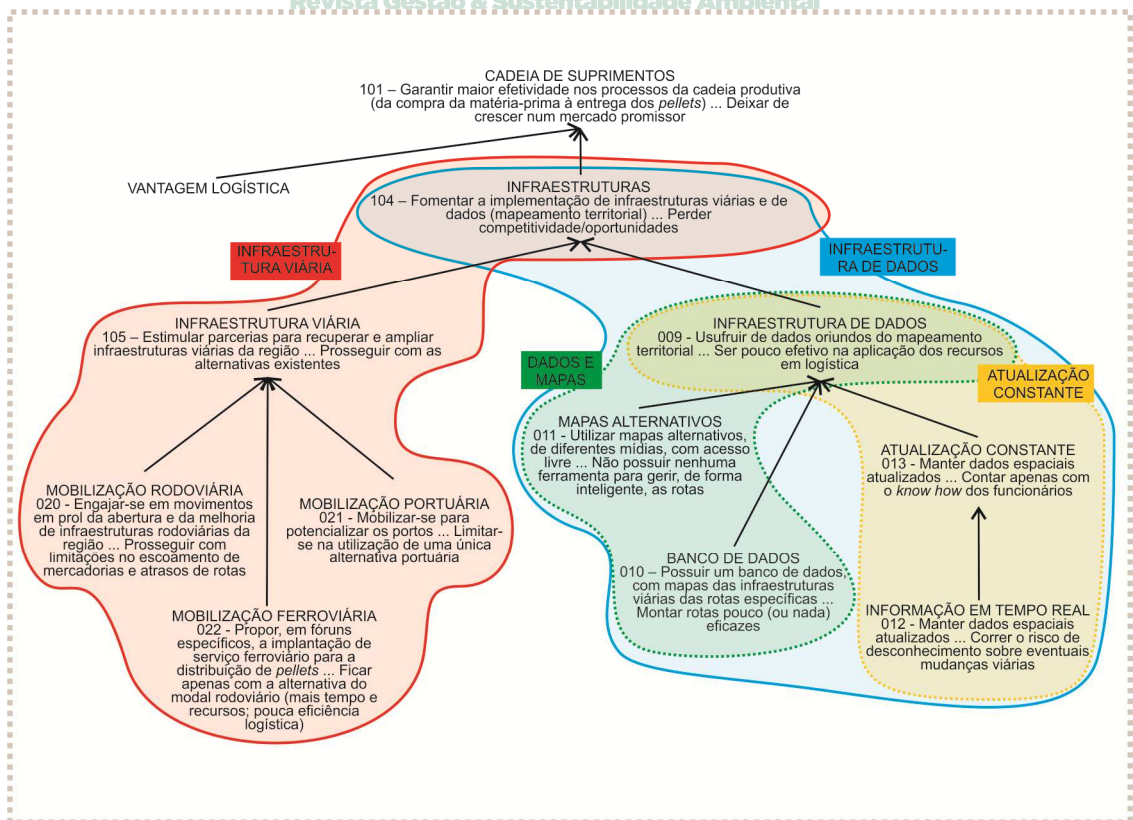 Revista Gestão & Sustentabilidade Ambiental
CADEIA DE SUPRIMENTOS
101 – Garantir maior efetividade nos processos da cadeia produtiva
(da compra da matéria-prima à entrega dos pellets) ... Deixar de
crescer num mercado promissor
VANTAGEM LOGÍSTICA
INFRAESTRUTURAS
104 – Fomentar a implementação de infraestruturas viárias e de
dados (mapeamento territorial) ... Perder
competitividade/oportunidades
INFRAESTRU-
TURA VIÁRIA
INFRAESTRUTU-
RA DE DADOS
INFRAESTRUTURA VIÁRIA
105 – Estimular parcerias para recuperar e ampliar
infraestruturas viárias da região ... Prosseguir com as
alternativas existentes
INFRAESTRUTURA DE DADOS
009 - Usufruir de dados oriundos do mapeamento
territorial ... Ser pouco efetivo na aplicação dos recursos
em logística
DADOS E
MAPAS
ATUALIZAÇÃO
CONSTANTE
MAPAS ALTERNATIVOS
011 - Utilizar mapas alternativos,
de diferentes mídias, com acesso
livre ... Não possuir nenhuma
ferramenta para gerir, de forma
inteligente, as rotas
ATUALIZAÇÃO CONSTANTE
013 - Manter dados espaciais
atualizados ... Contar apenas com
o know how dos funcionários
MOBILIZAÇÃO RODOVIÁRIA
020 - Engajar-se em movimentos
em prol da abertura e da melhoria
de infraestruturas rodoviárias da
região ... Prosseguir com
limitações no escoamento de
mercadorias e atrasos de rotas
MOBILIZAÇÃO PORTUÁRIA
021 - Mobilizar-se para
potencializar os portos ... Limitar-
se na utilização de uma única
alternativa portuária
BANCO DE DADOS
010 – Possuir um banco de dados,
com mapas das infraestruturas
viárias das rotas específicas ...
Montar rotas pouco (ou nada)
eficazes
MOBILIZAÇÃO FERROVIÁRIA
022 - Propor, em fóruns
específicos, a implantação de
serviço ferroviário para a
distribuição de pellets ... Ficar
apenas com a alternativa do
modal rodoviário (mais tempo e
recursos; pouca eficiência
logística)
INFORMAÇÃO EM TEMPO REAL
012 - Manter dados espaciais
atualizados ... Correr o risco de
desconhecimento sobre eventuais
mudanças viárias